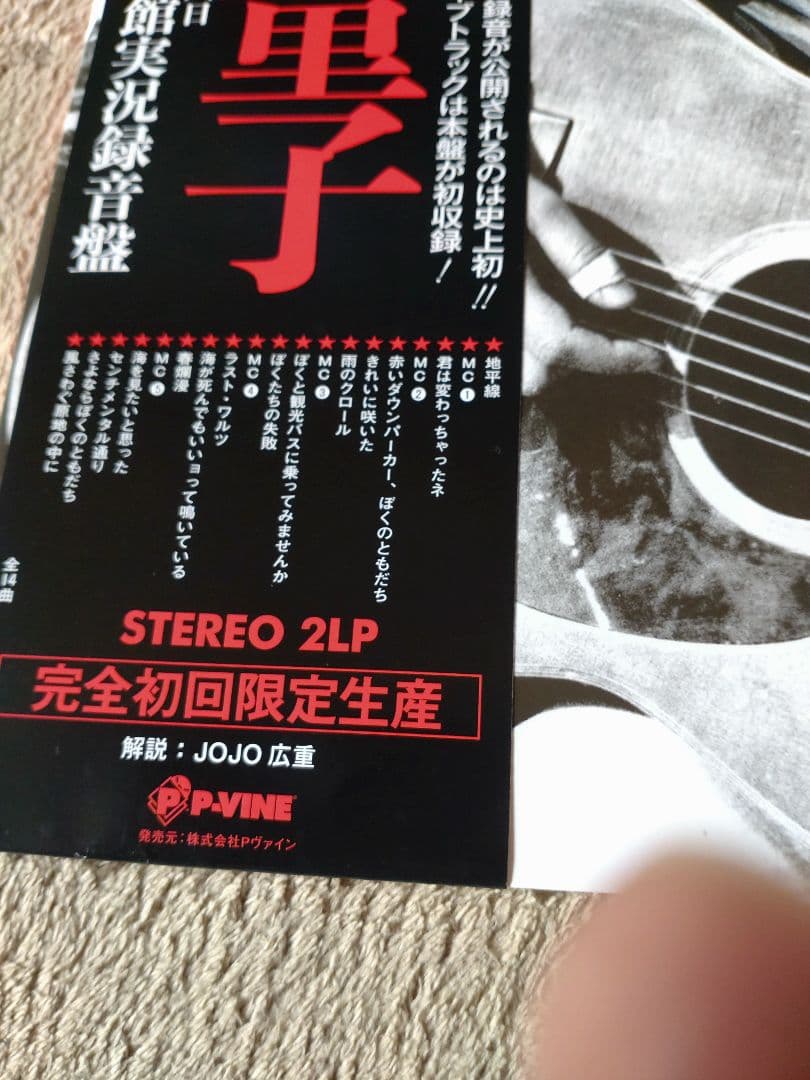 録音が公開されるのは史上初!!
ブトラックは本盤が初収録!
里子
日
館実況録音盤
★地平線
★MC❶
★君は変わっちゃったネ
★MC❷
★赤いダウンパーカー、ぼくのともだち
★きれいに咲いた
★雨のクロール
★MC❸
★ぼくと観光バスに乗ってみませんか
★ぼくたちの失敗
★MC❹
★ラスト・ワルツ
★海が死んでもいいョって鳴いている
★春爛漫
★MC❺
★海を見たいと思った
★センチメンタル通り
★さよならぼくのともだち
★風さわぐ原地の中に
全14曲
STEREO 2LP
完全初回限定生産
解説：JOJO広重
P-VINE
発売元：株式会社Pヴァイン